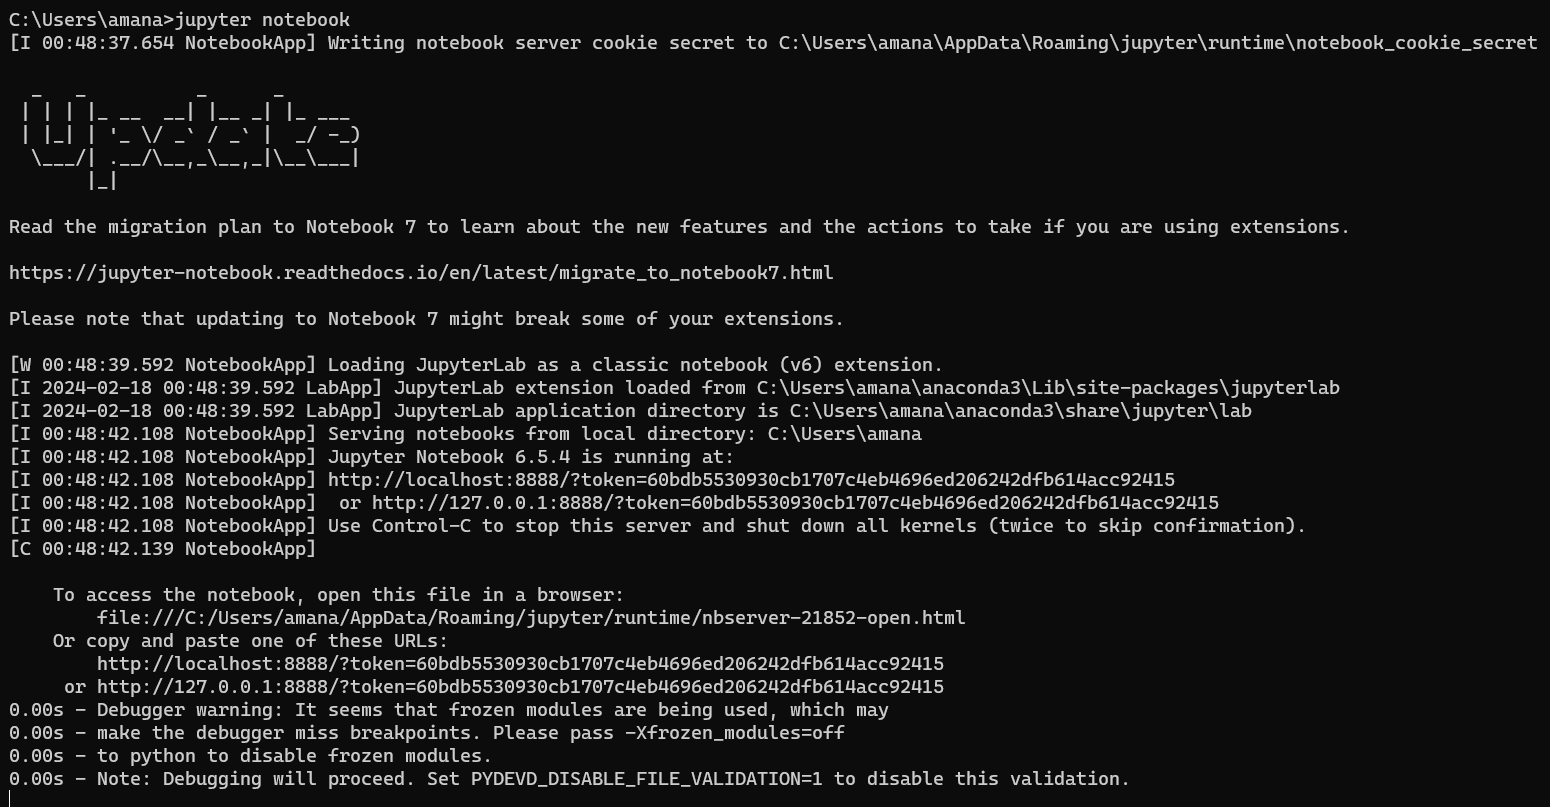 C:\Users\amana>jupyter notebook
[I 00:48:37.654 NotebookApp] Writing notebook server cookie secret to C:\Users\amana\AppData\Roaming\jupyter\runtime\notebook_cookie_secret
  _   _          _      _
 | | | |_ __  __| |__ _| |_ ___
 | |_| | '_ \/ _` / _` |  _/ -_)
  \___/| .__/\__,_\__,_|\__\___|
       |_|
Read the migration plan to Notebook 7 to learn about the new features and the actions to take if you are using extensions.
https://jupyter-notebook.readthedocs.io/en/latest/migrate_to_notebook7.html
Please note that updating to Notebook 7 might break some of your extensions.
[W 00:48:39.592 NotebookApp] Loading JupyterLab as a classic notebook (v6) extension.
[I 2024-02-18 00:48:39.592 LabApp] JupyterLab extension loaded from C:\Users\amana\anaconda3\Lib\site-packages\jupyterlab
[I 2024-02-18 00:48:39.592 LabApp] JupyterLab application directory is C:\Users\amana\anaconda3\share\jupyter\lab
[I 00:48:42.108 NotebookApp] Serving notebooks from local directory: C:\Users\amana
[I 00:48:42.108 NotebookApp] Jupyter Notebook 6.5.4 is running at:
[I 00:48:42.108 NotebookApp] http://localhost:8888/?token=60bdb5530930cb1707c4eb4696ed206242dfb614acc92415
[I 00:48:42.108 NotebookApp]  or http://127.0.0.1:8888/?token=60bdb5530930cb1707c4eb4696ed206242dfb614acc92415
[I 00:48:42.108 NotebookApp] Use Control-C to stop this server and shut down all kernels (twice to skip confirmation).
[C 00:48:42.139 NotebookApp]
    To access the notebook, open this file in a browser:
        file:///C:/Users/amana/AppData/Roaming/jupyter/runtime/nbserver-21852-open.html
    Or copy and paste one of these URLs:
        http://localhost:8888/?token=60bdb5530930cb1707c4eb4696ed206242dfb614acc92415
     or http://127.0.0.1:8888/?token=60bdb5530930cb1707c4eb4696ed206242dfb614acc92415
0.00s - Debugger warning: It seems that frozen modules are being used, which may
0.00s - make the debugger miss breakpoints. Please pass -Xfrozen_modules=off
0.00s - to python to disable frozen modules.
0.00s - Note: Debugging will proceed. Set PYDEVD_DISABLE_FILE_VALIDATION=1 to disable this validation.